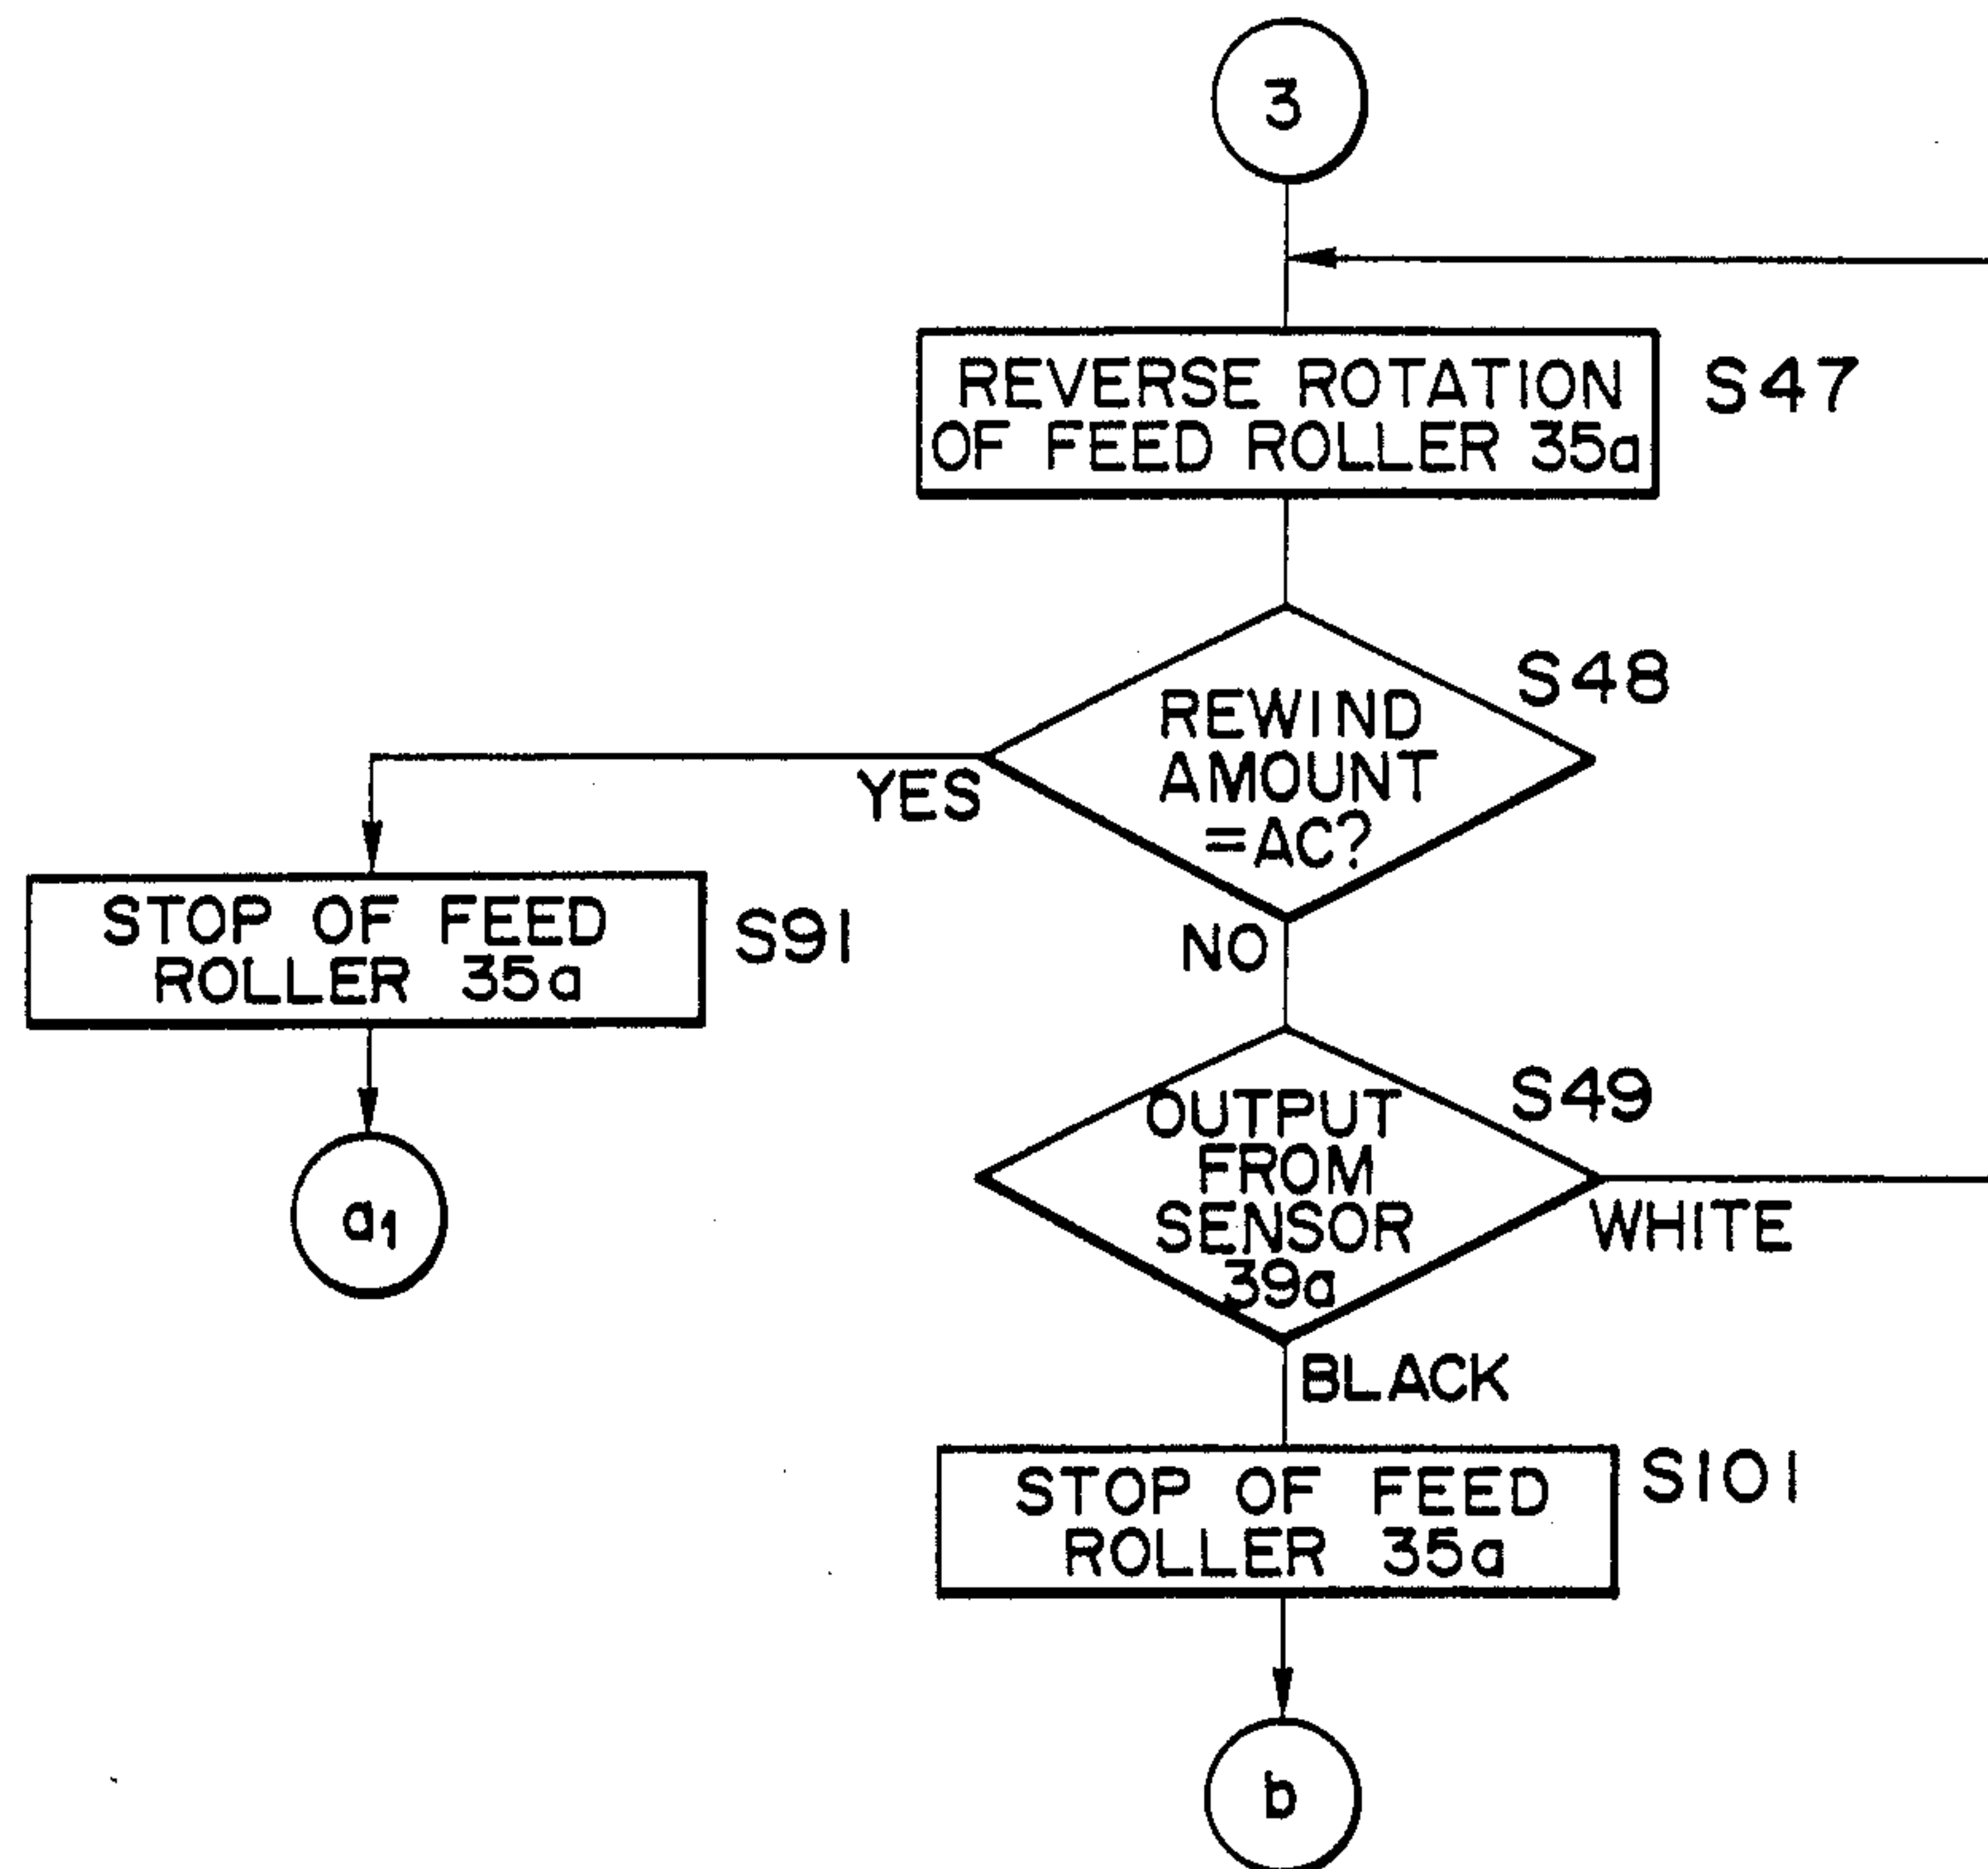 3
REVERSE ROTATION
OF FEED ROLLER 35a
S47
S48
REWIND
AMOUNT
=AC?
YES
STOP OF FEED
ROLLER 35a
S91
NO
a1
S49
OUTPUT
FROM
SENSOR
39a
WHITE
BLACK
STOP OF FEED
ROLLER 35a
S101
b